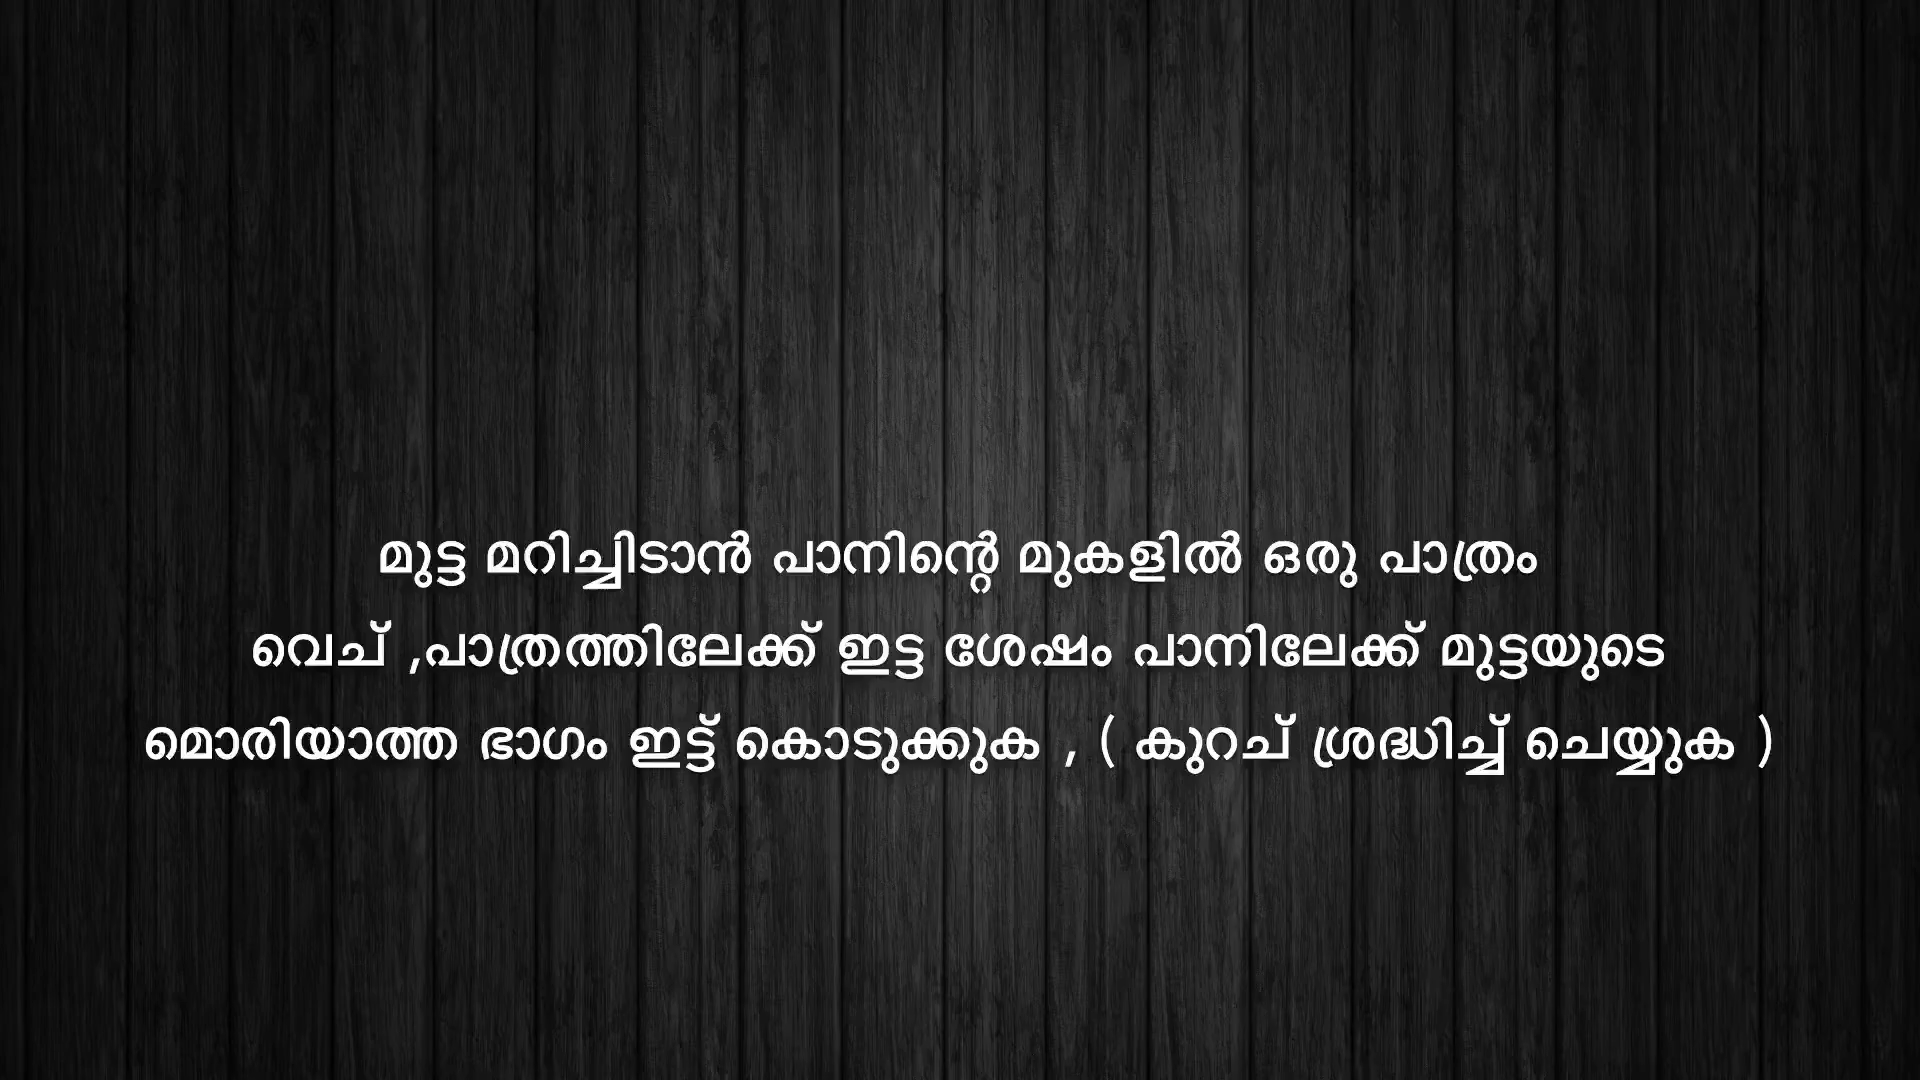 മുട്ട മറിച്ചിടാൻ പാനിന്റെ മുകളിൽ ഒരു പാത്രം
വെച് ,പാത്രത്തിലേക്ക് ഇട്ട ശേഷം പാനിലേക്ക് മുട്ടയുടെ
മൊരിയാത്ത ഭാഗം ഇട്ട് കൊടുക്കുക , ( കുറച് ശ്രദ്ധിച്ച് ചെയ്യുക )